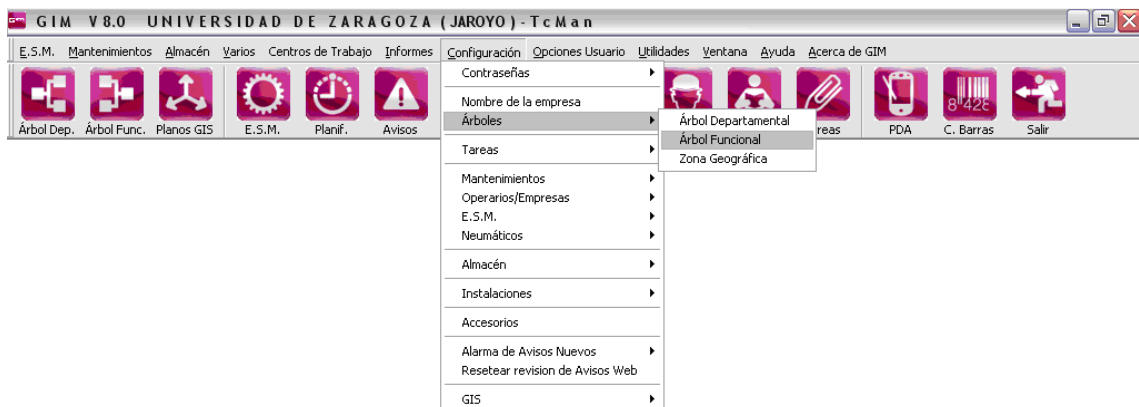 GIM V8.0 UNIVERSIDAD DE ZARAGOZA (JAROYO)-TcMan
E.S.M. Mantenimientos Almacén Varios Centros de Trabajo Informes Configuración Opciones Usuario Utilidades Ventana Ayuda Acerca de GIM
Árbol Dep. Árbol Func. Planos GIS E.S.M. Planif. Avisos PDA C. Barras Salir
Contraseñas
Nombre de la empresa
Árboles
Árbol Departamental
Árbol Funcional
Zona Geográfica
Tareas
Mantenimientos
Operarios/Empresas
E.S.M.
Neumáticos
Almacén
Instalaciones
Accesorios
Alarma de Avisos Nuevos
Resetear revision de Avisos Web
GIS